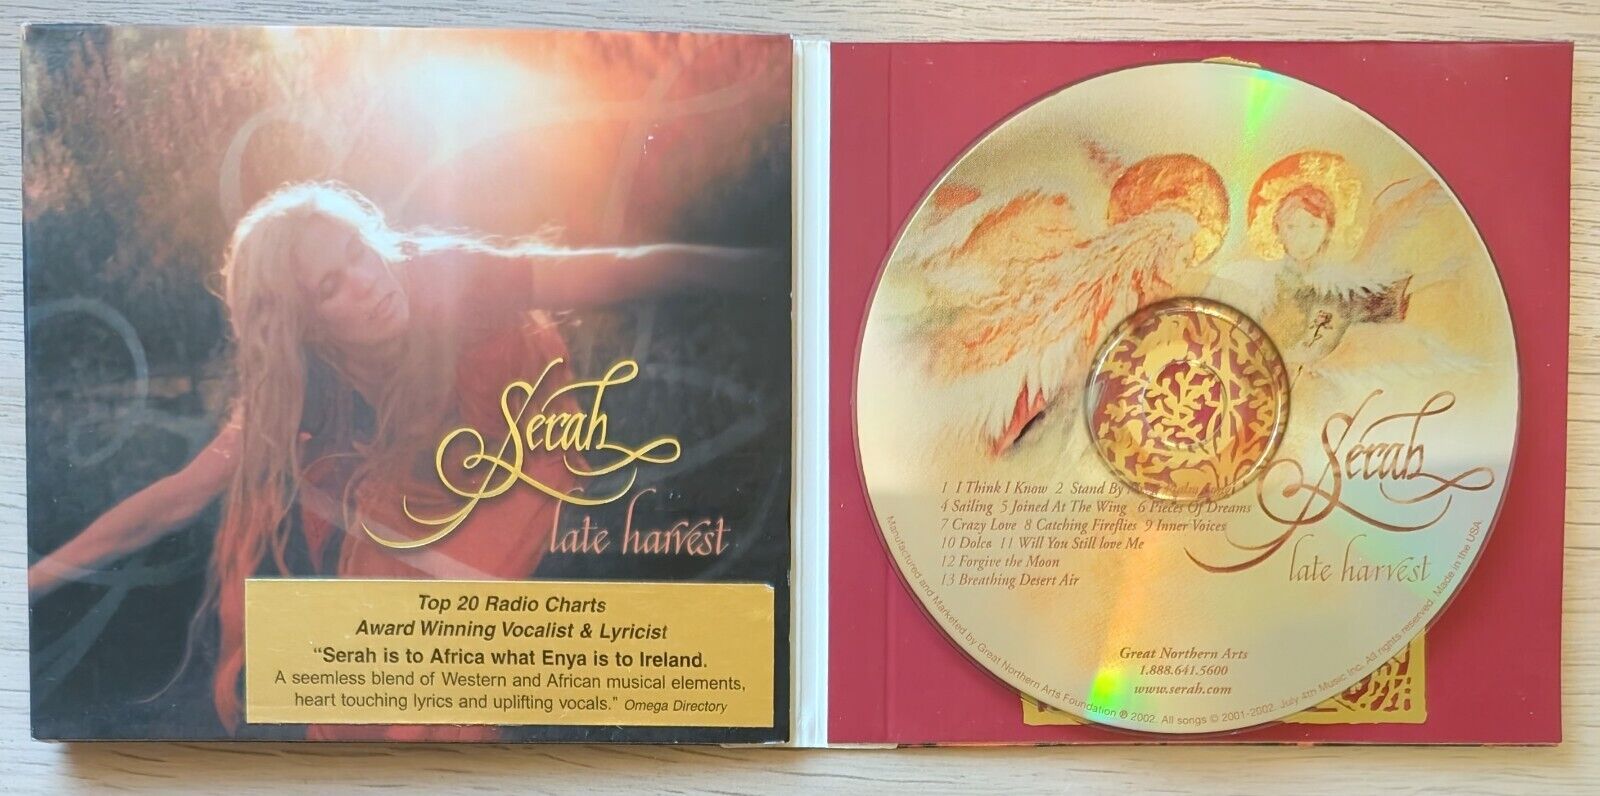 Serah
late harvest
Top 20 Radio Charts
Award Winning Vocalist & Lyricist
“Serah is to Africa what Enya is to Ireland.
A seemless blend of Western and African musical elements,
heart touching lyrics and uplifting vocals.” Omega Directory
Serah
late harvest
1 I Think I Know 2 Stand By
4 Sailing 5 Joined At The Wing 6 Pieces Of Dreams
7 Crazy Love 8 Catching Fireflies 9 Inner Voices
10 Dolce 11 Will You Still love Me
12 Forgive the Moon
13 Breathing Desert Air
Great Northern Arts
1.888.641.5600
www.serah.com
Manufactured and Marketed by Great Northern Arts Foundation ℗ 2002. All songs © 2001-2002. July 4th Music Inc. All rights reserved. Made in the USA